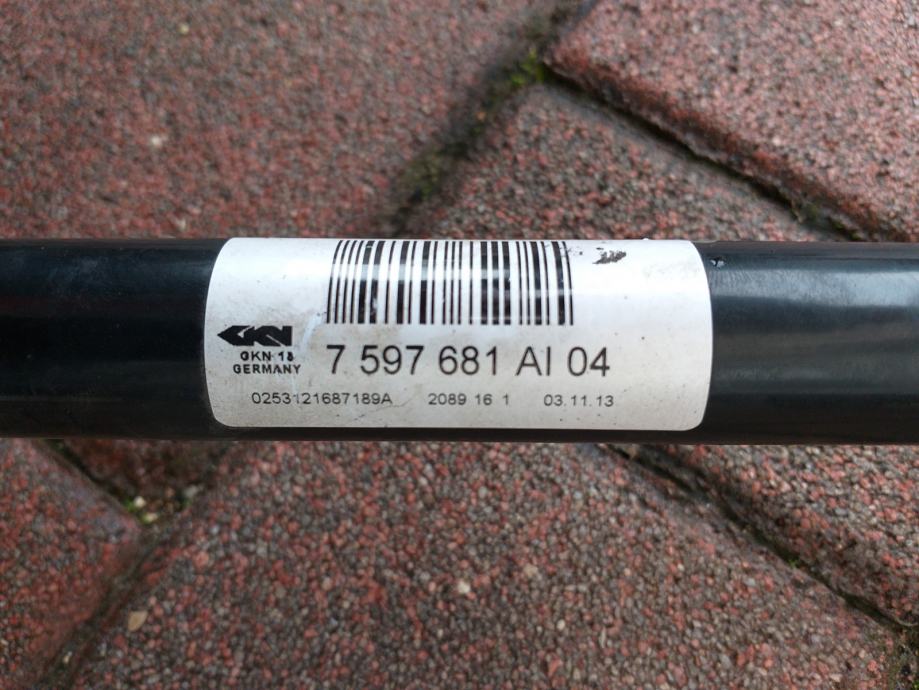 GKN
GKN 18
GERMANY
7 597 681 AI 04
0253121687189A 2089 16 1 03.11.13